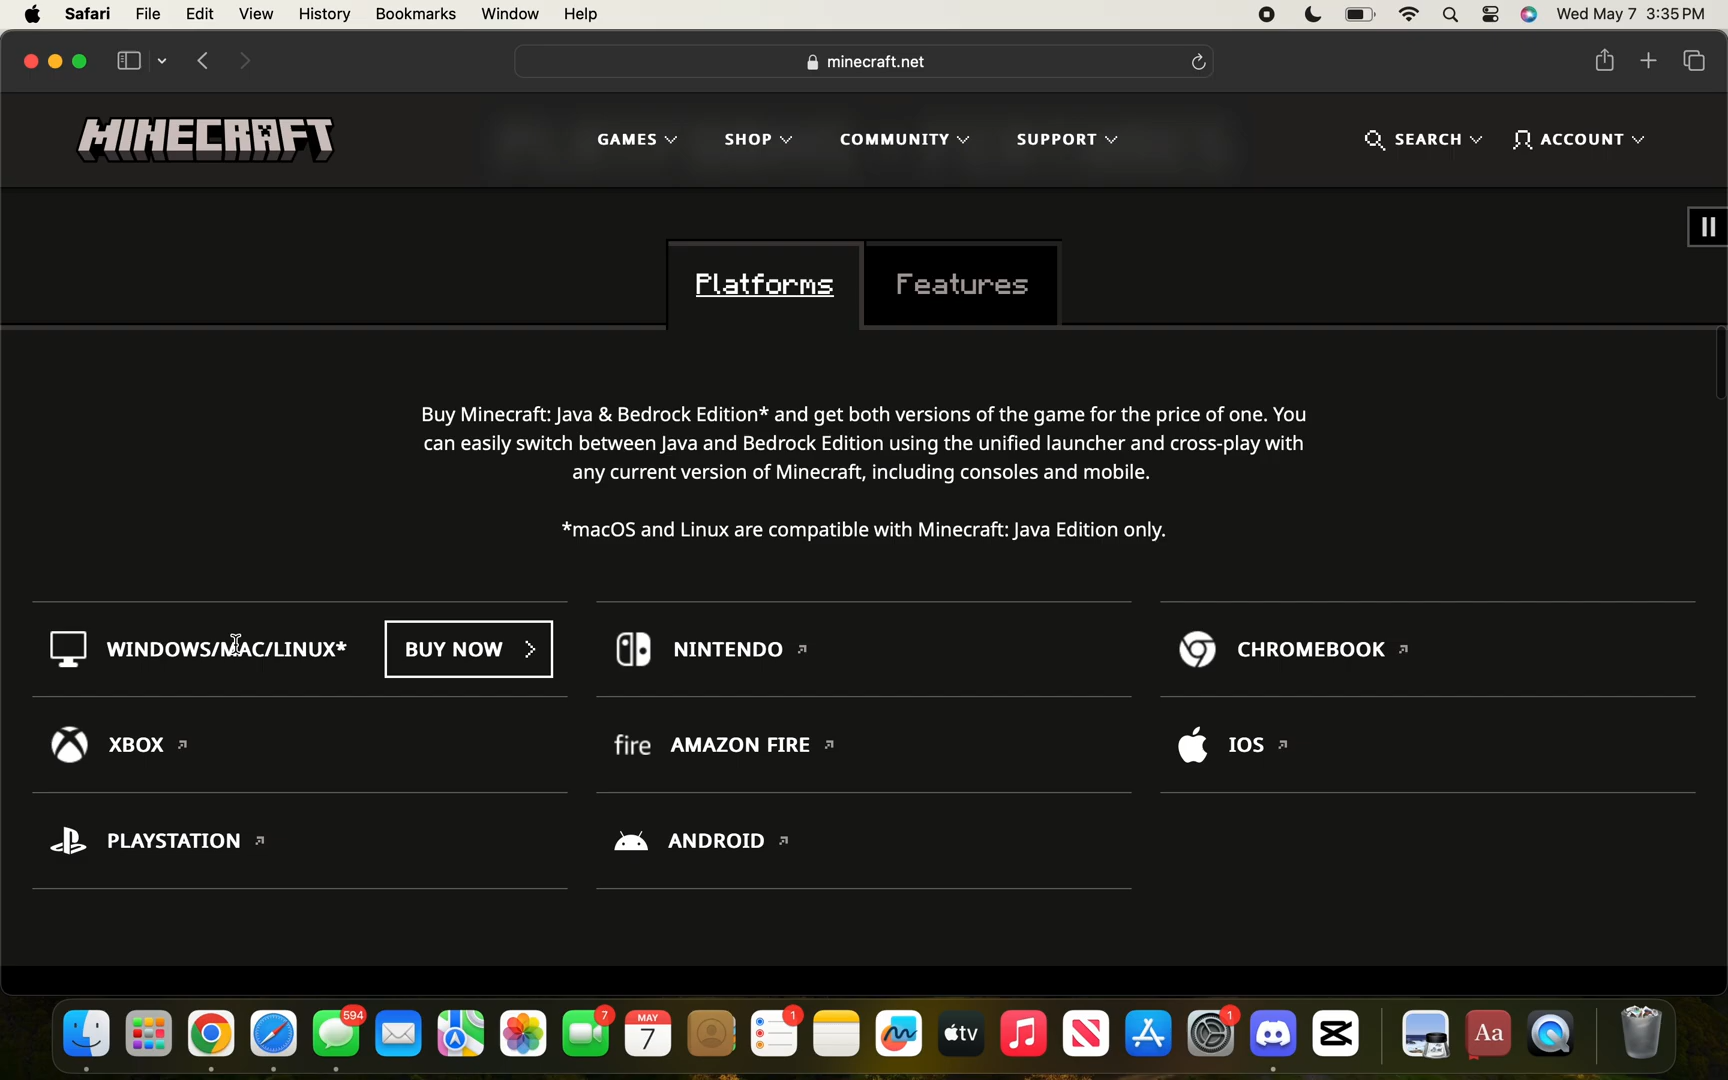 Safari File Edit View History Bookmarks Window Help Wed May 7 3:35 PM
minecraft.net
MINECRAFT GAMES SHOP COMMUNITY SUPPORT SEARCH ACCOUNT
Platforms Features
Buy Minecraft: Java & Bedrock Edition* and get both versions of the game for the price of one. You
can easily switch between Java and Bedrock Edition using the unified launcher and cross-play with
any current version of Minecraft, including consoles and mobile.
*macOS and Linux are compatible with Minecraft: Java Edition only.
WINDOWS/MAC/LINUX* BUY NOW NINTENDO CHROMEBOOK
XBOX fire AMAZON FIRE IOS
PLAYSTATION ANDROID
594 7 MAY 7 1 tv 1 Aa